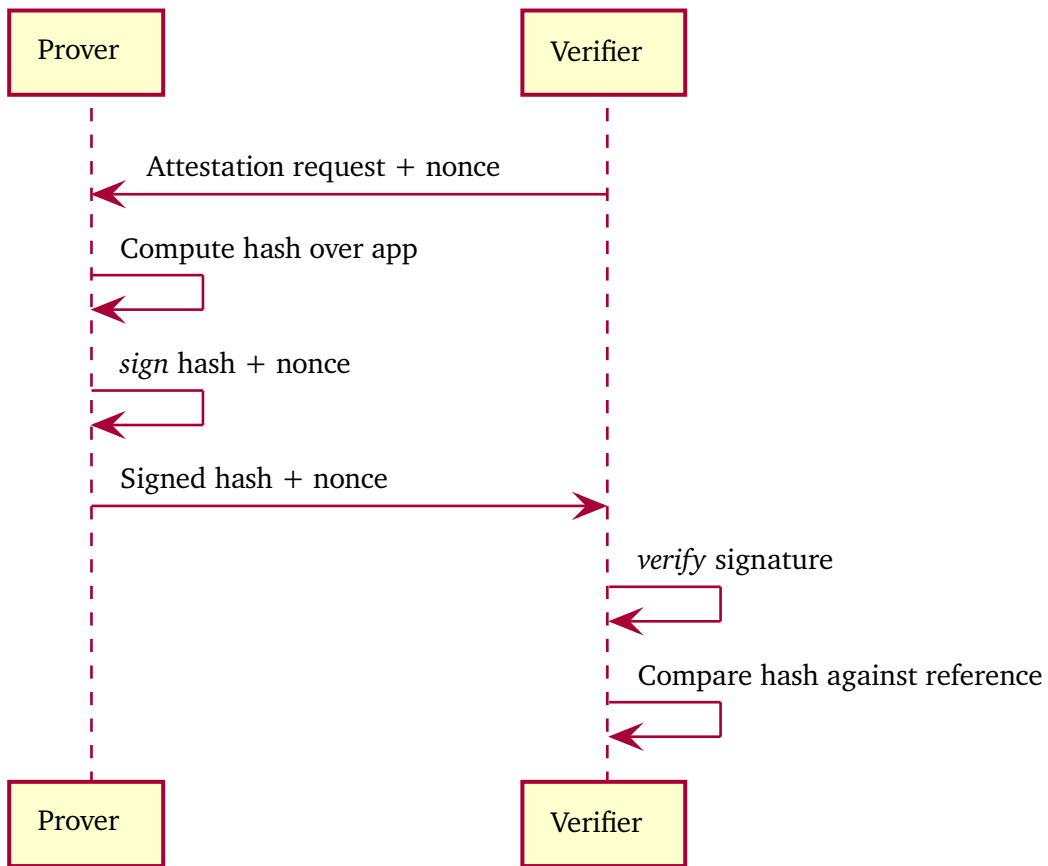 Prover
Verifier
Attestation request + nonce
Compute hash over app
sign hash + nonce
Signed hash + nonce
verify signature
Compare hash against reference
Prover
Verifier